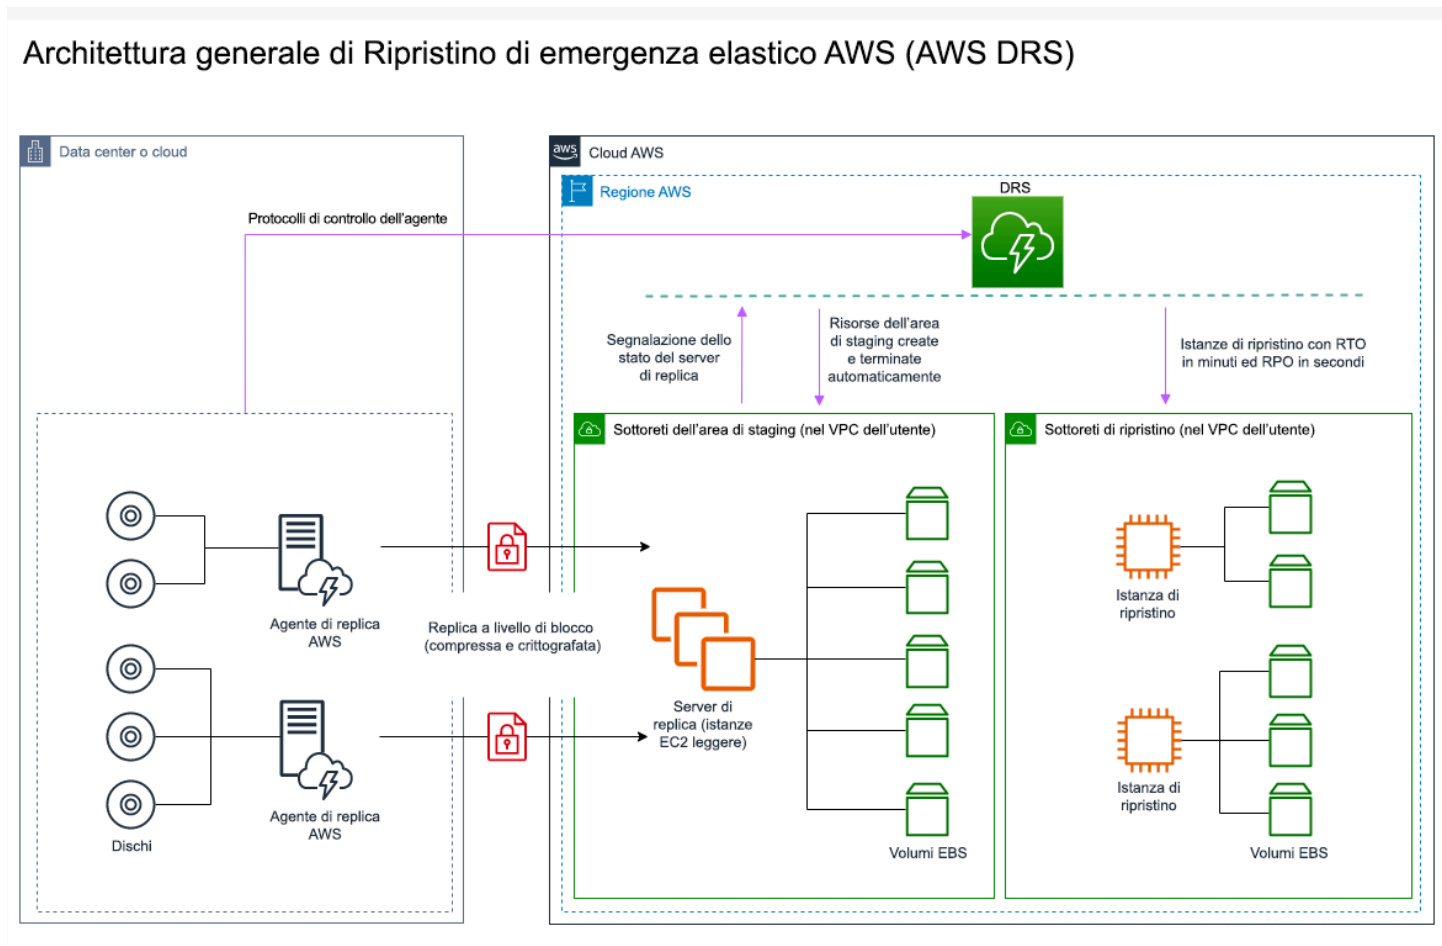 Architettura generale di Ripristino di emergenza elastico AWS (AWS DRS)
Data center o cloud
aws
Cloud AWS
Regione AWS
DRS
Protocolli di controllo dell'agente
Segnalazione dello
stato del server
di replica
Risorse dell'area
di staging create
e terminate
automaticamente
Istanze di ripristino con RTO
in minuti ed RPO in secondi
Sottoreti dell'area di staging (nel VPC dell'utente)
Sottoreti di ripristino (nel VPC dell'utente)
Agente di replica
AWS
Replica a livello di blocco
(compressa e crittografata)
Istanza di
ripristino
Server di
replica (istanze
EC2 leggere)
Agente di replica
AWS
Istanza di
ripristino
Dischi
Volumi EBS
Volumi EBS